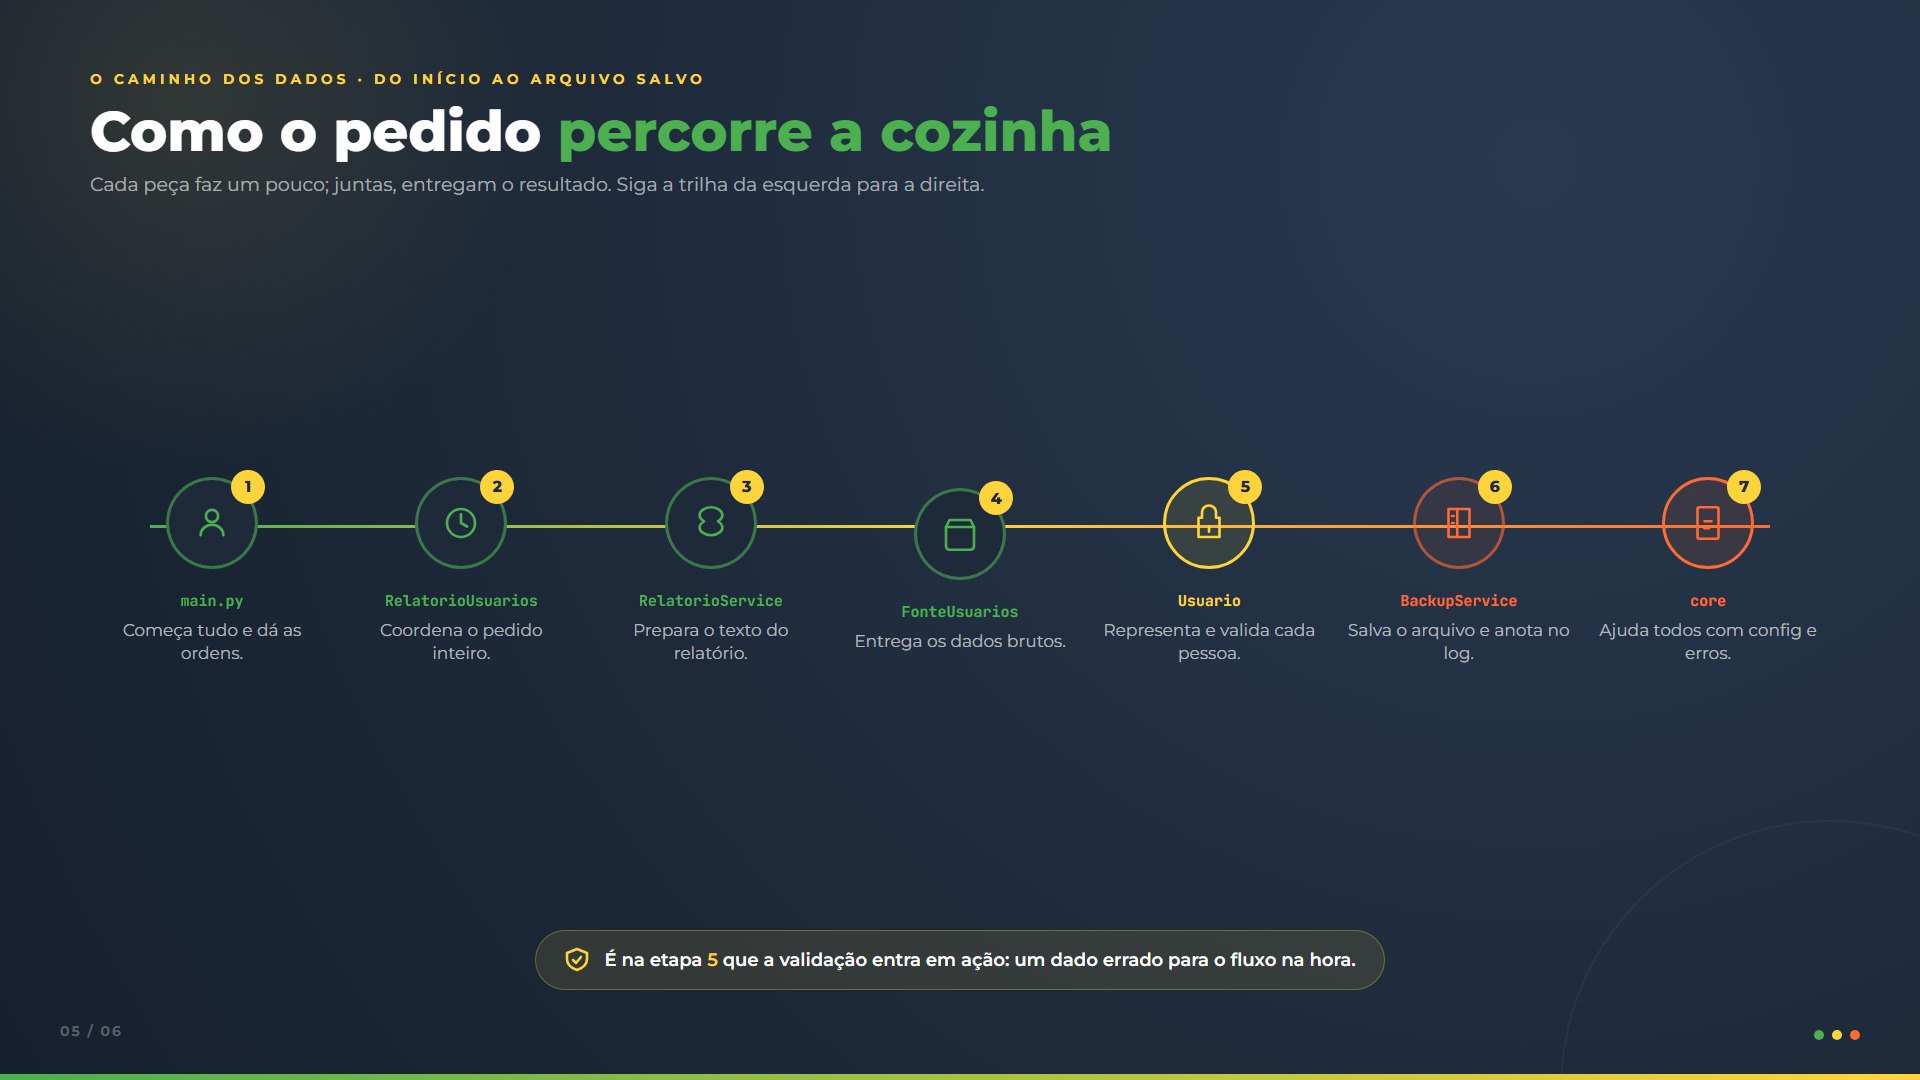 O CAMINHO DOS DADOS · DO INÍCIO AO ARQUIVO SALVO
Como o pedido percorre a cozinha
Cada peça faz um pouco; juntas, entregam o resultado. Siga a trilha da esquerda para a direita.
1
main.py
Começa tudo e dá as
ordens.
2
RelatorioUsuarios
Coordena o pedido
inteiro.
3
RelatorioService
Prepara o texto do
relatório.
4
FonteUsuarios
Entrega os dados brutos.
5
Usuario
Representa e valida cada
pessoa.
6
BackupService
Salva o arquivo e anota no
log.
7
core
Ajuda todos com config e
erros.
É na etapa 5 que a validação entra em ação: um dado errado para o fluxo na hora.
05 / 06